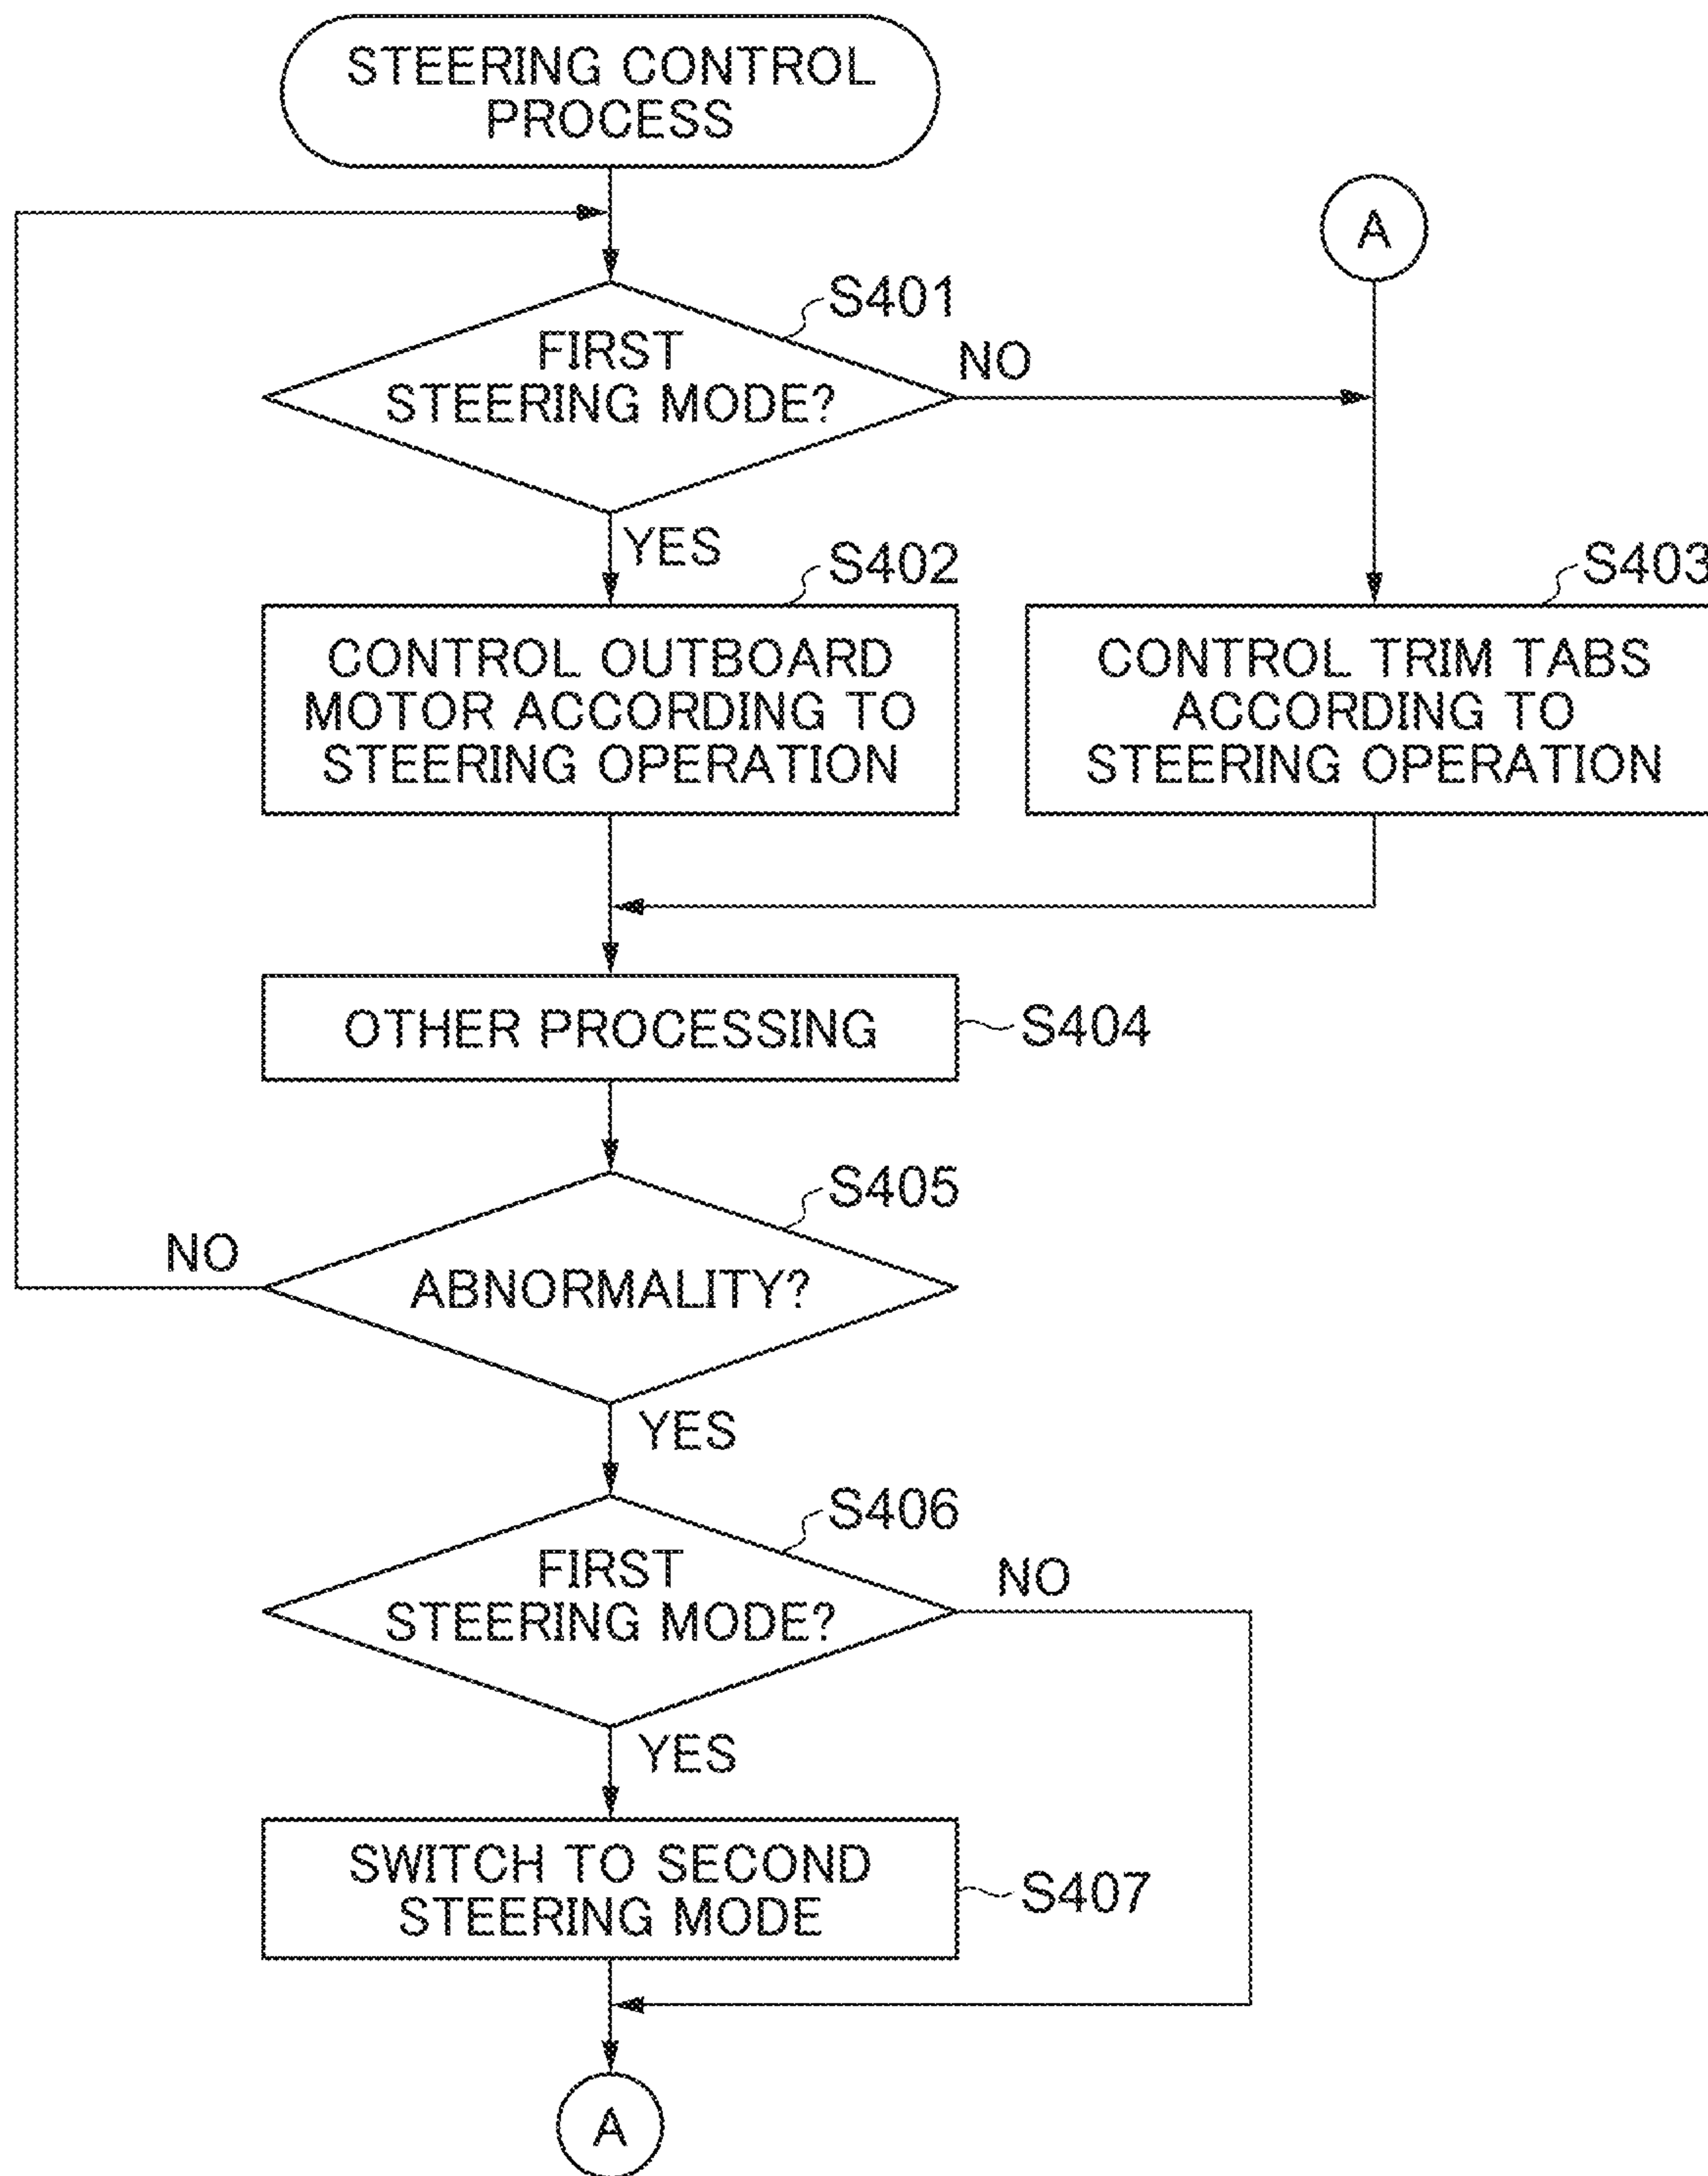 STEERING CONTROL
PROCESS
A
S401
FIRST
STEERING MODE?
NO
YES
S402
S403
CONTROL OUTBOARD
MOTOR ACCORDING TO
STEERING OPERATION
CONTROL TRIM TABS
ACCORDING TO
STEERING OPERATION
OTHER PROCESSING
S404
S405
NO
ABNORMALITY?
YES
S406
FIRST
STEERING MODE?
NO
YES
SWITCH TO SECOND
STEERING MODE
S407
A